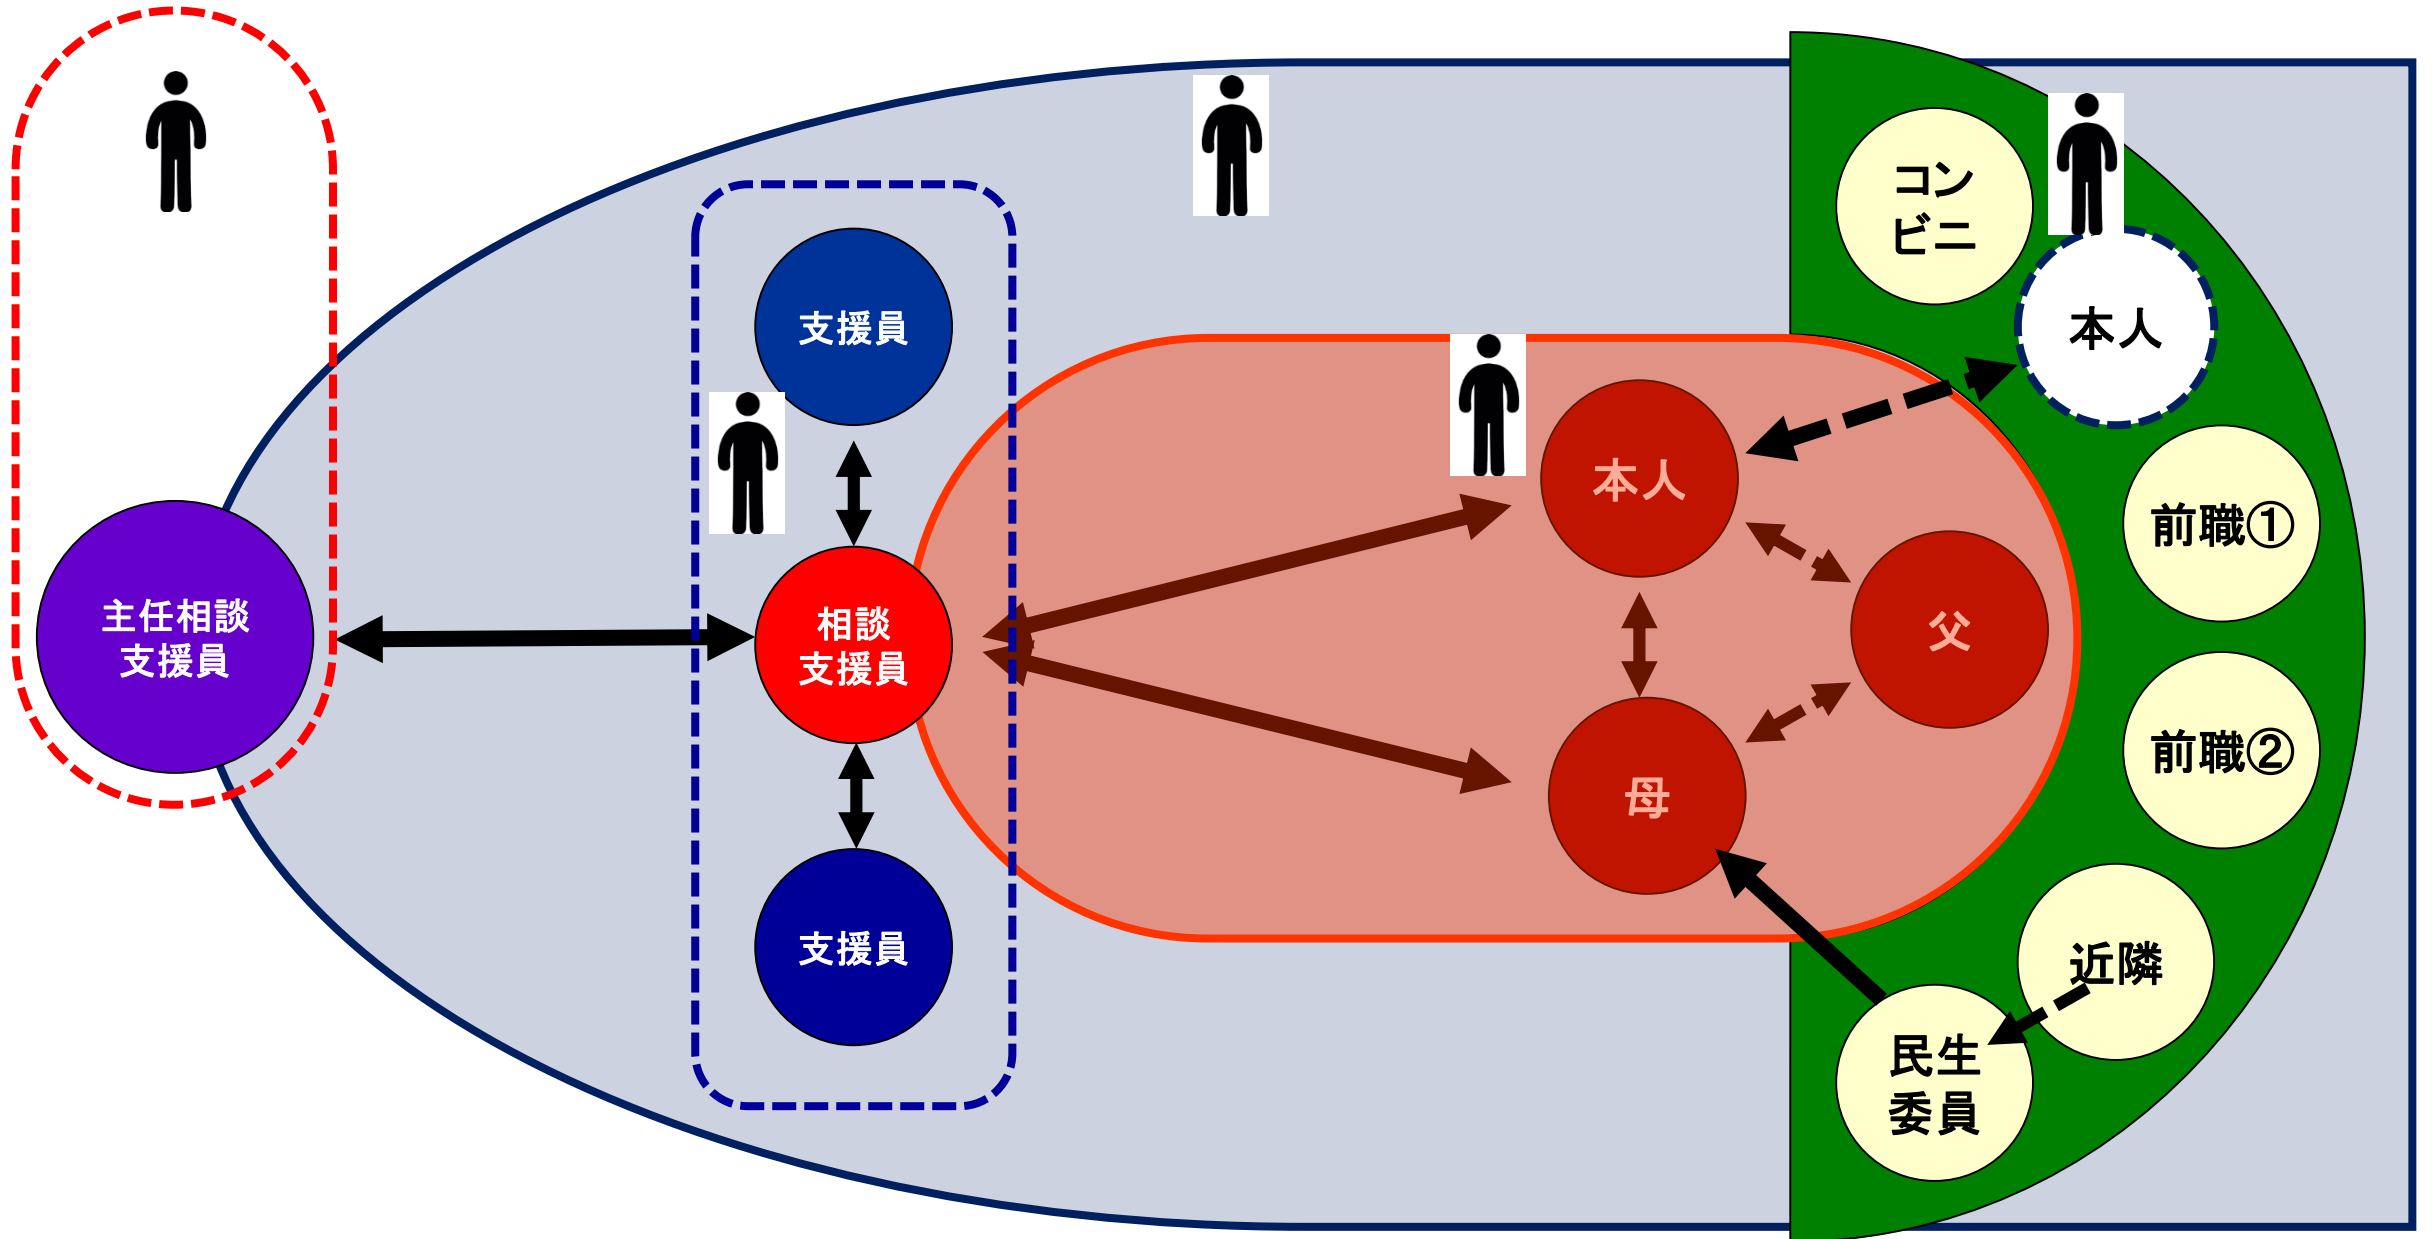 コン
ビニ
支援員
本人
本人
前職①
主任相談
支援員
相談
支援員
父
前職②
母
支援員
近隣
民生
委員